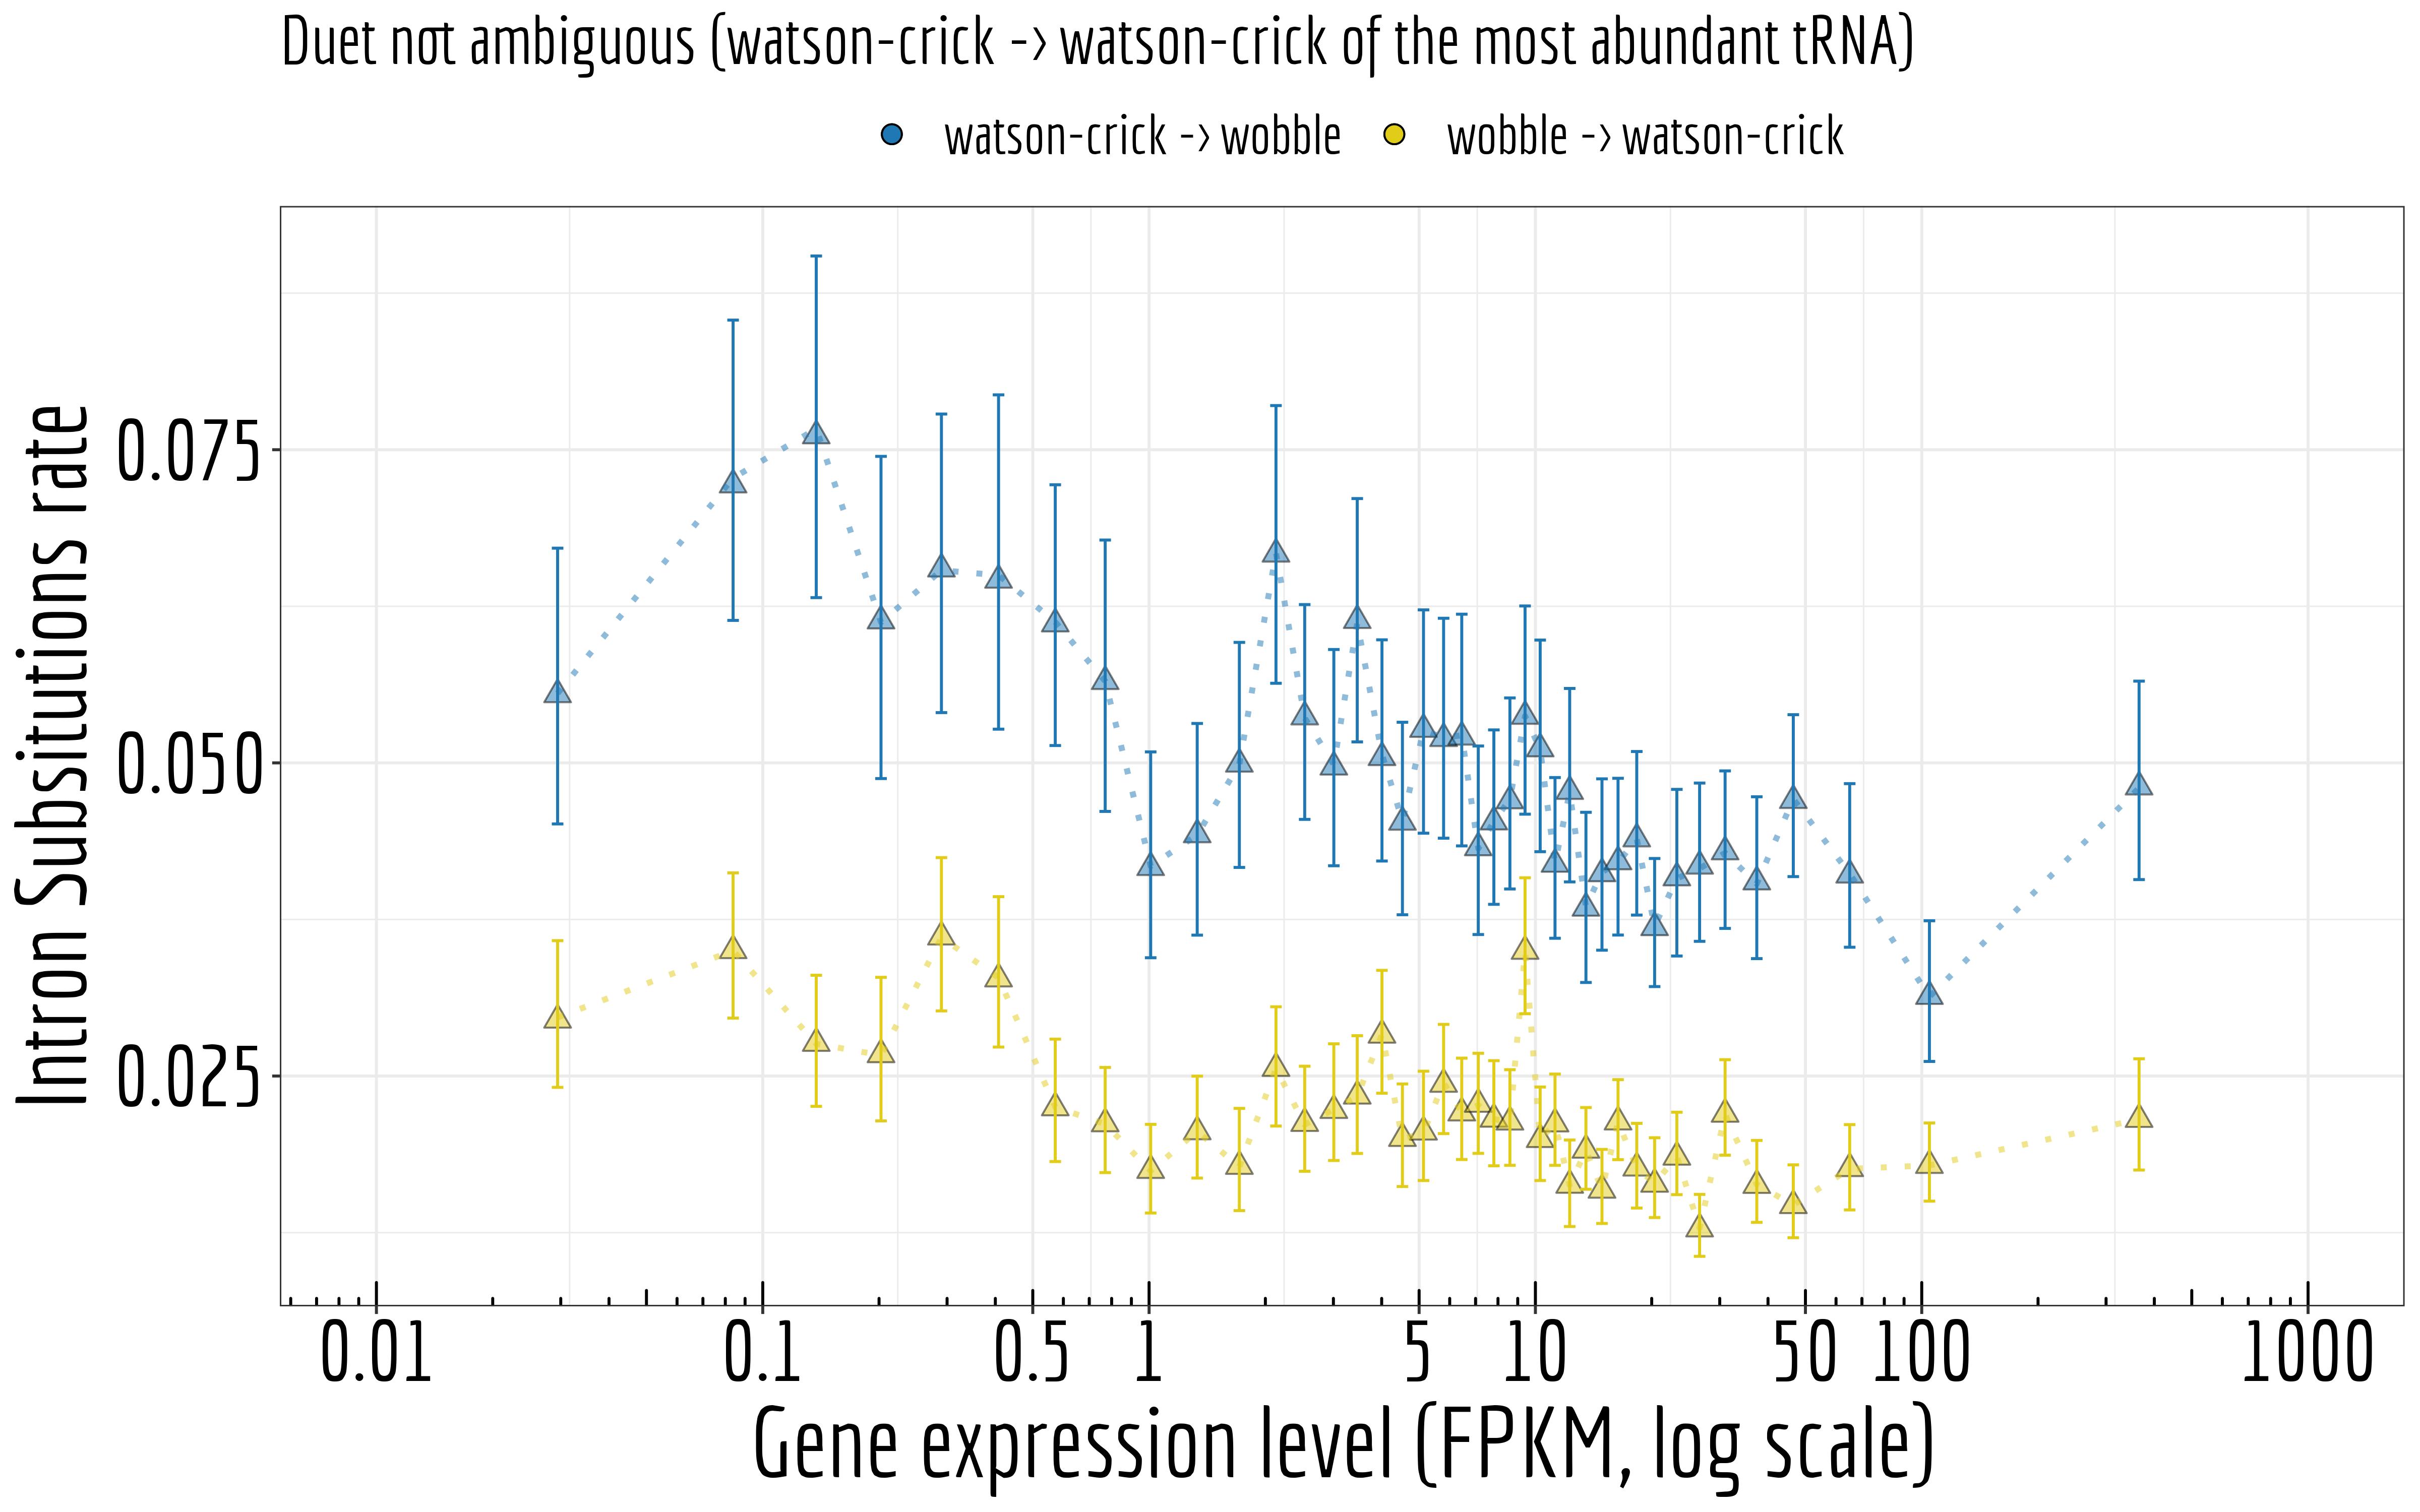 Duet not ambiguous (watson-crick -> watson-crick of the most abundant tRNA)
watson-crick -> wobble
wobble -> watson-crick
Intron Subsitutions rate
0.075
0.050
0.025
0.01
0.1
0.5
1
5
10
50
100
1000
Gene expression level (FPKM, log scale)